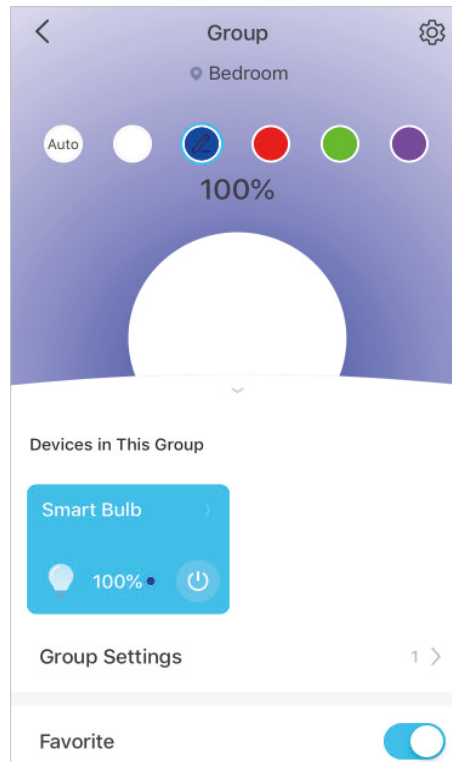 Group
Bedroom
Auto
100%
Devices in This Group
Smart Bulb
100%
Group Settings 1
Favorite